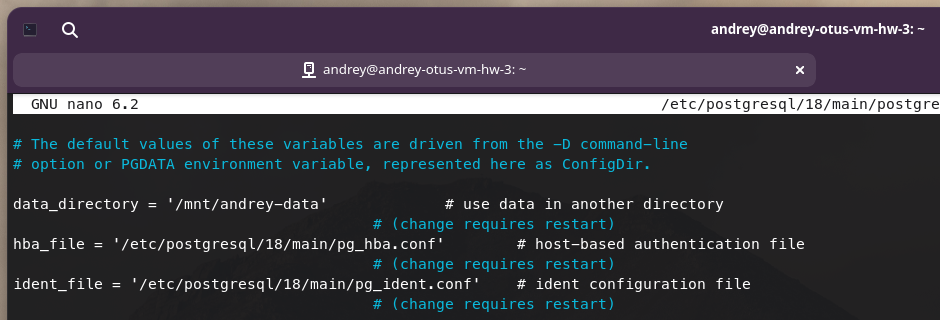 andrey@andrey-otus-vm-hw-3: ~
andrey@andrey-otus-vm-hw-3: ~
GNU nano 6.2 /etc/postgresql/18/main/postgre
# The default values of these variables are driven from the -D command-line
# option or PGDATA environment variable, represented here as ConfigDir.
data_directory = '/mnt/andrey-data' # use data in another directory
# (change requires restart)
hba_file = '/etc/postgresql/18/main/pg_hba.conf' # host-based authentication file
# (change requires restart)
ident_file = '/etc/postgresql/18/main/pg_ident.conf' # ident configuration file
# (change requires restart)